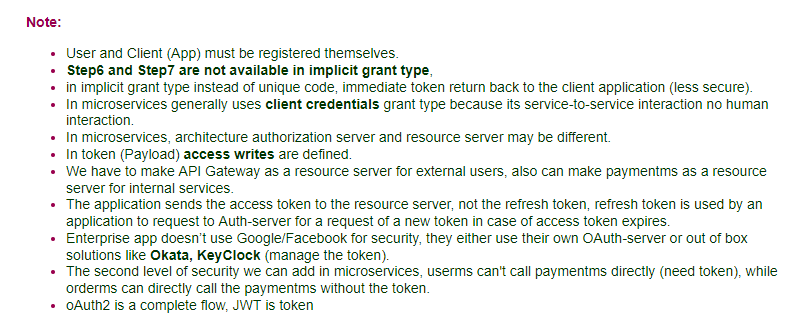 Note:
• User and Client (App) must be registered themselves.
• Step6 and Step7 are not available in implicit grant type,
• in implicit grant type instead of unique code, immediate token return back to the client application (less secure).
• In microservices generally uses client credentials grant type because its service-to-service interaction no human
interaction.
• In microservices, architecture authorization server and resource server may be different.
• In token (Payload) access writes are defined.
• We have to make API Gateway as a resource server for external users, also can make paymentms as a resource
server for internal services.
• The application sends the access token to the resource server, not the refresh token, refresh token is used by an
application to request to Auth-server for a request of a new token in case of access token expires.
• Enterprise app doesn't use Google/Facebook for security, they either use their own OAuth-server or out of box
solutions like Okata, KeyClock (manage the token).
• The second level of security we can add in microservices, userms can't call paymentms directly (need token), while
orderms can directly call the paymentms without the token.
• oAuth2 is a complete flow, JWT is token